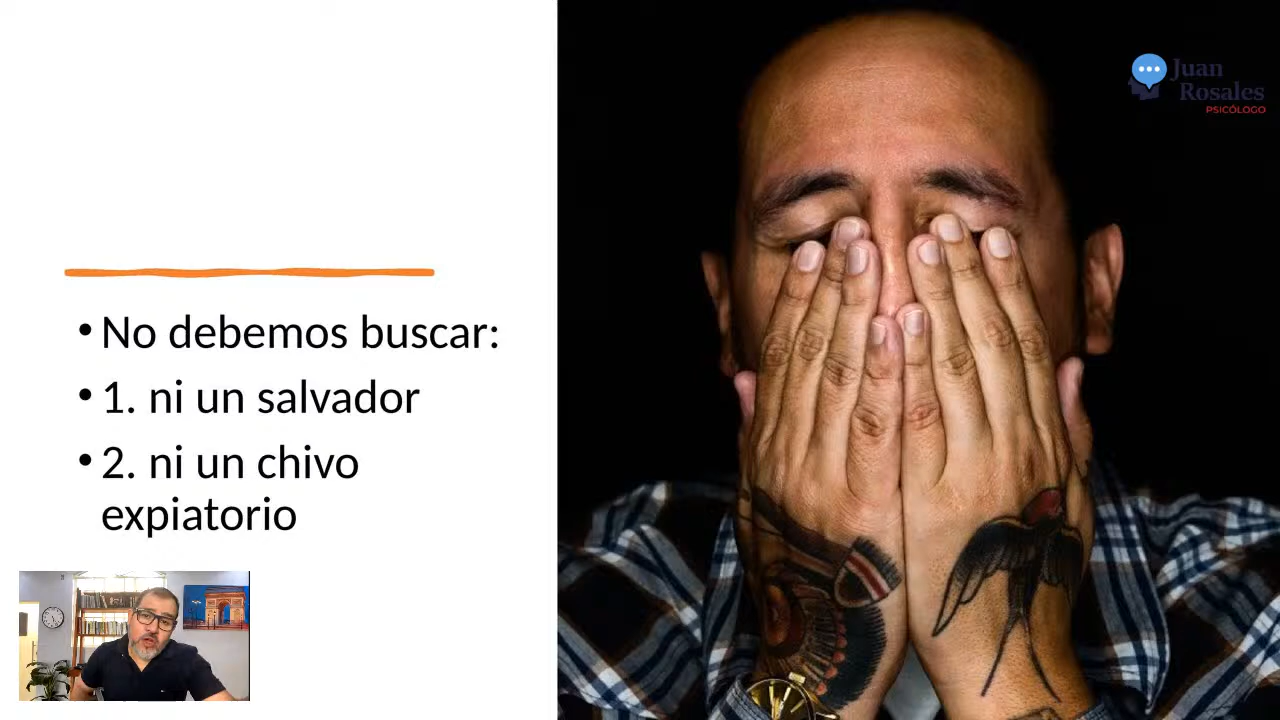 Juan
Rosales
PSICÓLOGO
• No debemos buscar:
• 1. ni un salvador
• 2. ni un chivo
expiatorio